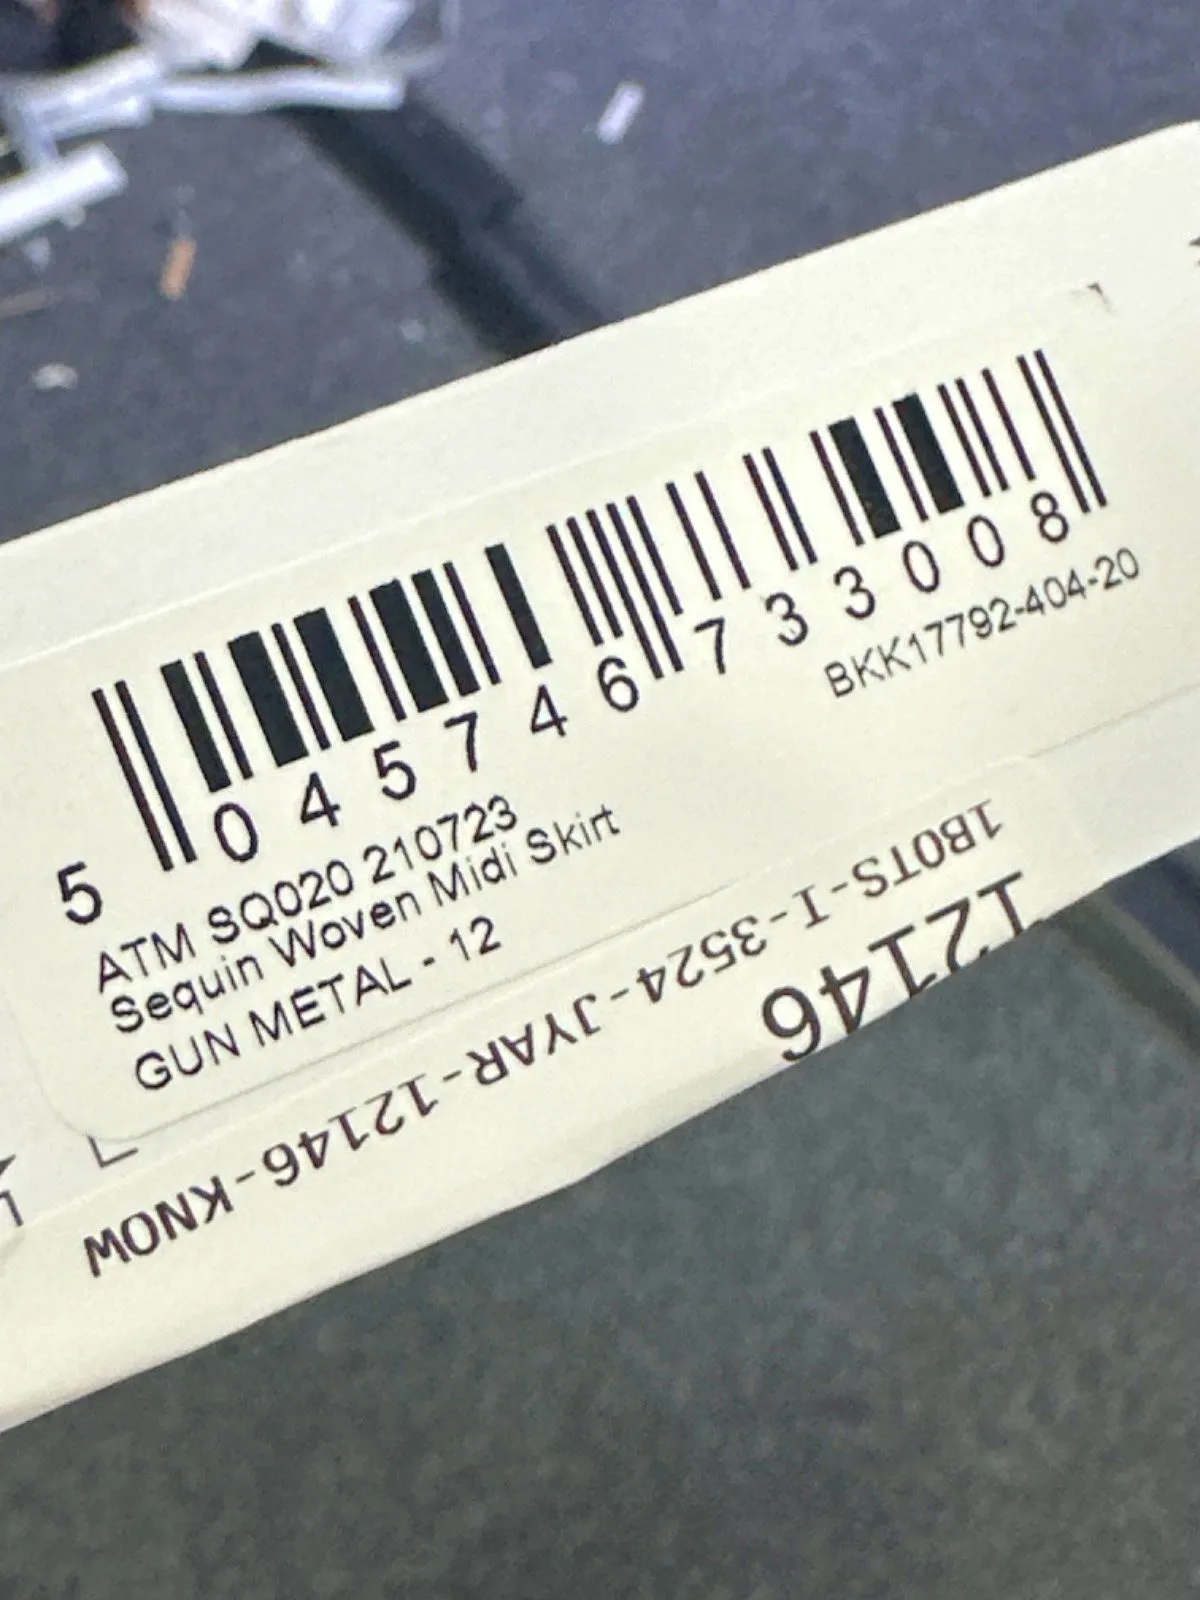 5 045746 733008
BKK17792-404-20
ATM SQ020 210723
Sequin Woven Midi Skirt
GUN METAL - 12
12146
1B0TS-I-3524-JYAR-12146-KNOW